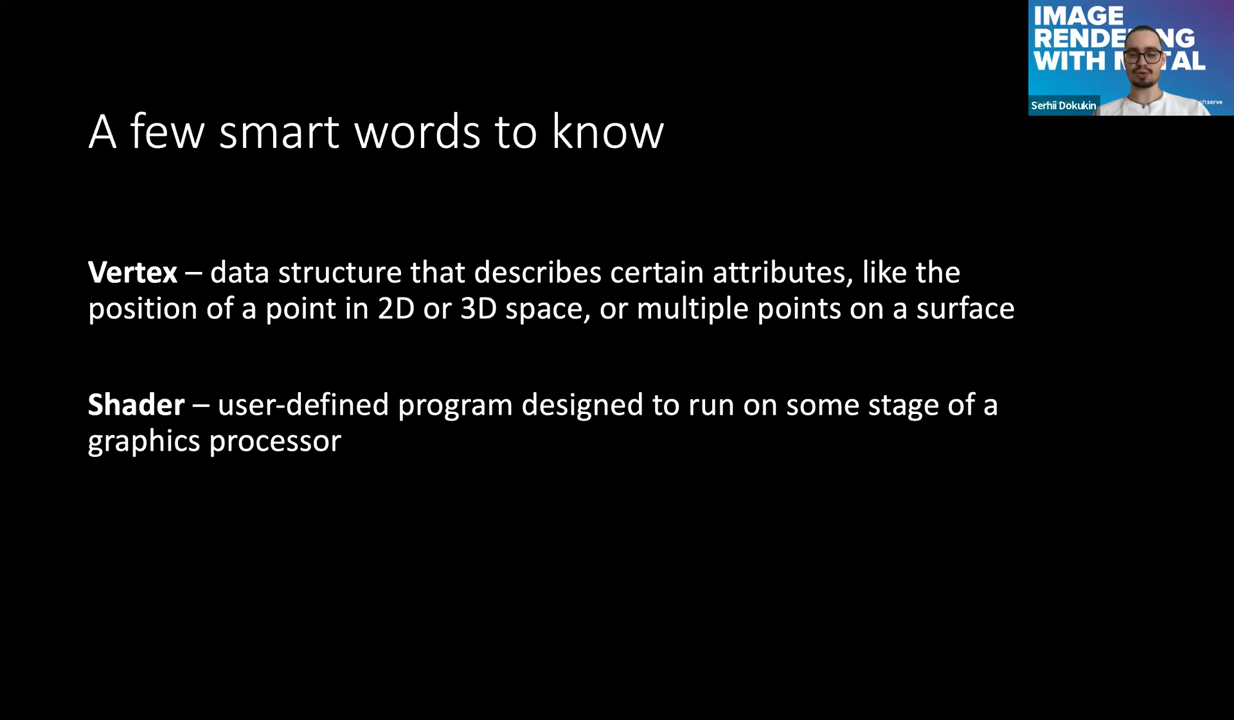 IMAGE
WITH
Serhii Dokukin
A few smart words to know
Vertex – data structure that describes certain attributes, like the
position of a point in 2D or 3D space, or multiple points on a surface
Shader – user-defined program designed to run on some stage of a
graphics processor